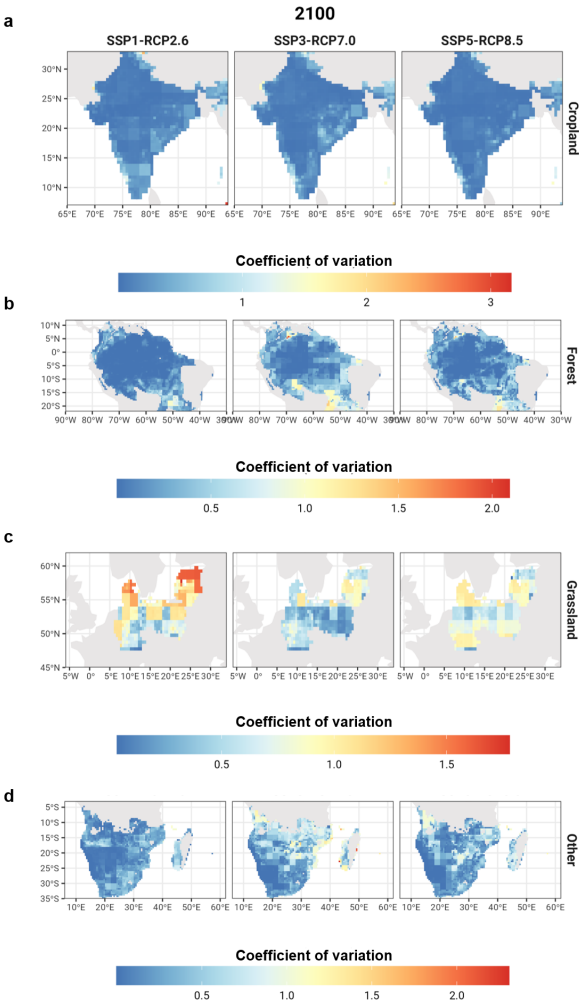 2100
a
SSP1-RCP2.6 SSP3-RCP7.0 SSP5-RCP8.5
30°N
25°N
20°N
15°N
10°N
Cropland
65°E 70°E 75°E 80°E 85°E 90°E 65°E 70°E 75°E 80°E 85°E 90°E 65°E 70°E 75°E 80°E 85°E 90°E
Coefficient of variation
1 2 3
b
10°N
5°N
0°
5°S
10°S
15°S
20°S
Forest
90°W 80°W 70°W 60°W 50°W 40°W 80°W 70°W 60°W 50°W 40°W 80°W 70°W 60°W 50°W 40°W 30°W
Coefficient of variation
0.5 1.0 1.5 2.0
c
60°N
55°N
50°N
45°N
Grassland
5°W 0° 5°E 10°E 15°E 20°E 25°E 30°E 5°W 0° 5°E 10°E 15°E 20°E 25°E 30°E 5°W 0° 5°E 10°E 15°E 20°E 25°E 30°E
Coefficient of variation
0.5 1.0 1.5
d
5°S
10°S
15°S
20°S
25°S
30°S
35°S
Other
10°E 20°E 30°E 40°E 50°E 60°E 10°E 20°E 30°E 40°E 50°E 60°E 10°E 20°E 30°E 40°E 50°E 60°E
Coefficient of variation
0.5 1.0 1.5 2.0